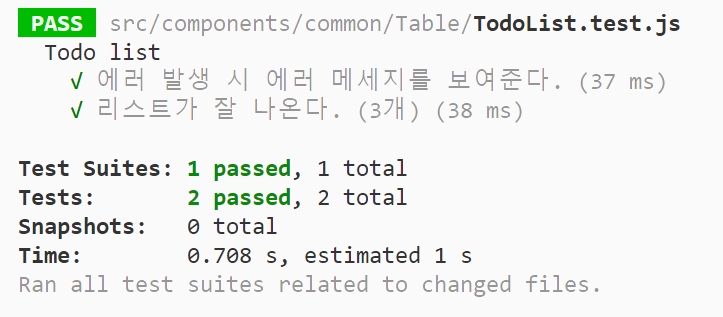 PASS src/components/common/Table/TodoList.test.js
Todo list
√ 에러 발생 시 에러 메세지를 보여준다. (37 ms)
√ 리스트가 잘 나온다. (3개) (38 ms)
Test Suites: 1 passed, 1 total
Tests: 2 passed, 2 total
Snapshots: 0 total
Time: 0.708 s, estimated 1 s
Ran all test suites related to changed files.